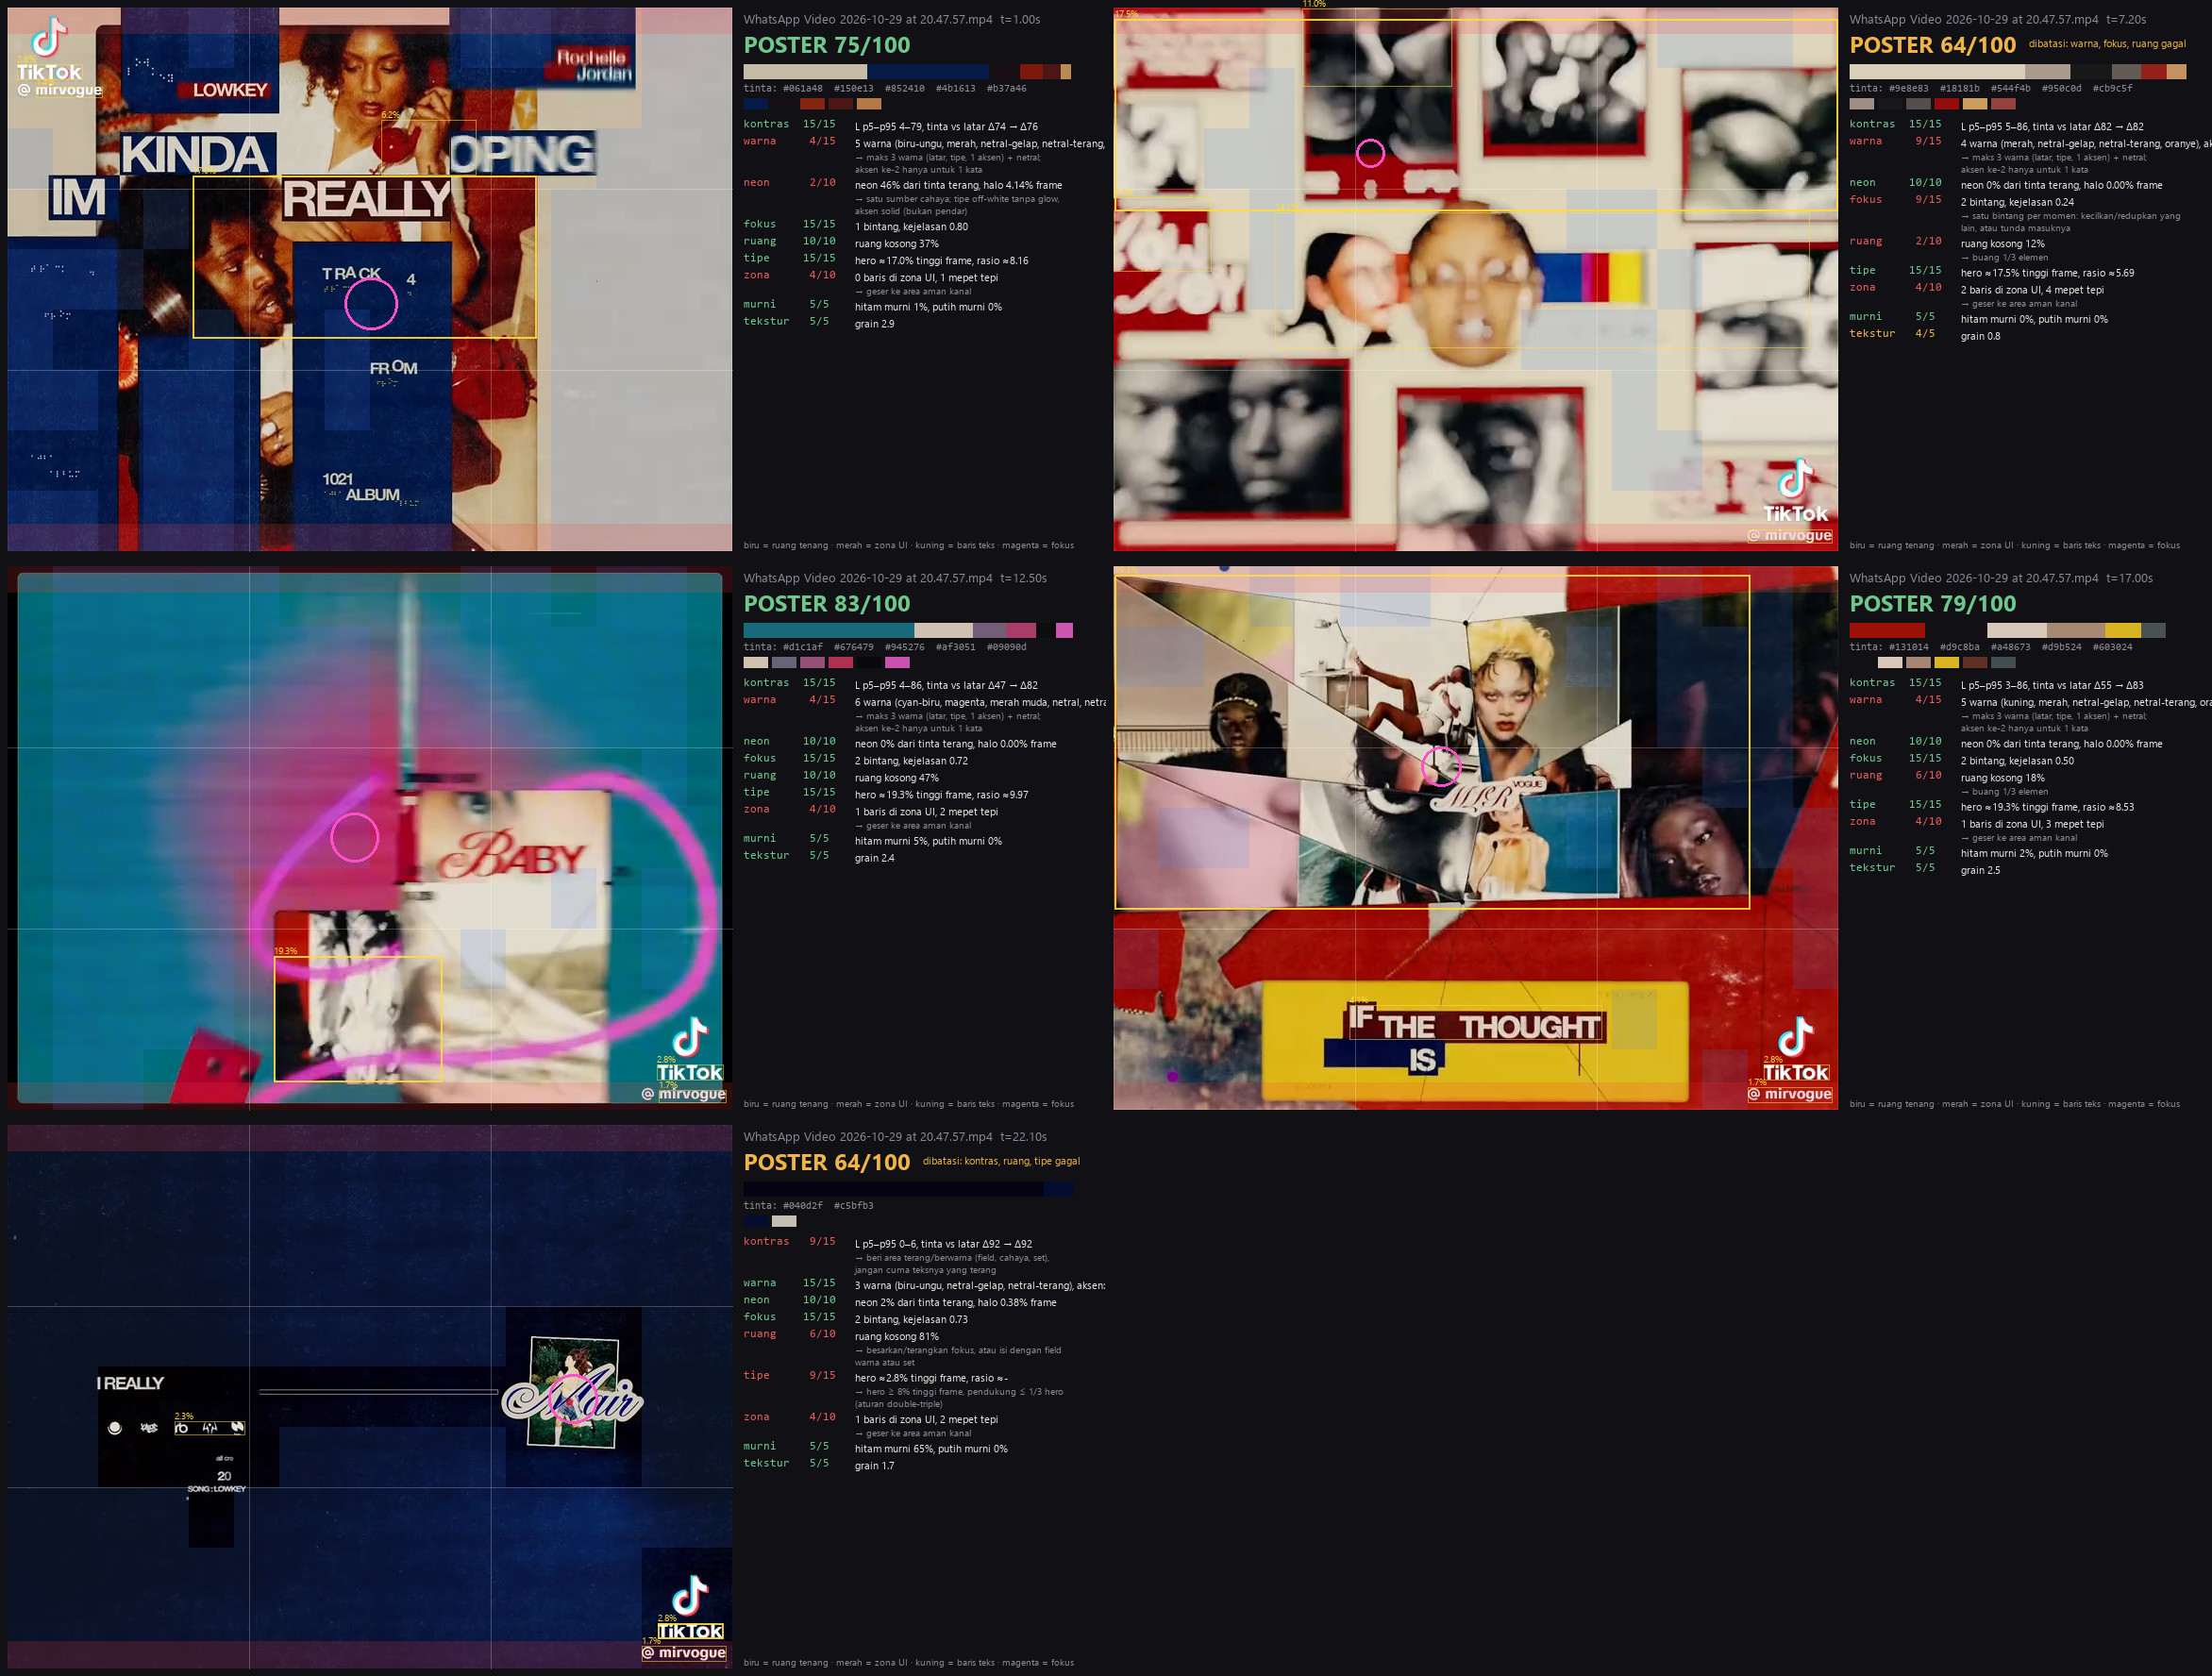 TikTok
@ mirvogue
LOWKEY
Rochelle
Jordan
KINDA
OPING
IM
REALLY
TRACK 4
FROM
1021
ALBUM
6.2%
WhatsApp Video 2026-10-29 at 20.47.57.mp4 t=1.00s
POSTER 75/100
tinta: #061a48 #150e13 #852410 #4b1613 #b37a46
kontras 15/15 L p5–p95 4–79, tinta vs latar Δ74 → Δ76
warna 4/15 5 warna (biru-ungu, merah, netral-gelap, netral-terang,
→ maks 3 warna (latar, tipe, 1 aksen) + netral;
aksen ke-2 hanya untuk 1 kata
neon 2/10 neon 46% dari tinta terang, halo 4.14% frame
→ satu sumber cahaya; tipe off-white tanpa glow,
aksen solid (bukan pendar)
fokus 15/15 1 bintang, kejelasan 0.80
ruang 10/10 ruang kosong 37%
tipe 15/15 hero ≈17.0% tinggi frame, rasio ≈8.16
zona 4/10 0 baris di zona UI, 1 mepet tepi
→ geser ke area aman kanal
murni 5/5 hitam murni 1%, putih murni 0%
tekstur 5/5 grain 2.9
biru = ruang tenang · merah = zona UI · kuning = baris teks · magenta = fokus
17.5%
11.0%
TikTok
@ mirvogue
WhatsApp Video 2026-10-29 at 20.47.57.mp4 t=7.20s
POSTER 64/100 dibatasi: warna, fokus, ruang gagal
tinta: #9e8e83 #18181b #544f4b #950c0d #cb9c5f
kontras 15/15 L p5–p95 5–86, tinta vs latar Δ82 → Δ82
warna 9/15 4 warna (merah, netral-gelap, netral-terang, oranye), ak
→ maks 3 warna (latar, tipe, 1 aksen) + netral;
aksen ke-2 hanya untuk 1 kata
neon 10/10 neon 0% dari tinta terang, halo 0.00% frame
fokus 9/15 2 bintang, kejelasan 0.24
→ satu bintang per momen: kecilkan/redupkan yang
lain, atau tunda masuknya
ruang 2/10 ruang kosong 12%
→ buang 1/3 elemen
tipe 15/15 hero ≈17.5% tinggi frame, rasio ≈5.69
zona 4/10 2 baris di zona UI, 4 mepet tepi
→ geser ke area aman kanal
murni 5/5 hitam murni 0%, putih murni 0%
tekstur 4/5 grain 0.8
biru = ruang tenang · merah = zona UI · kuning = baris teks · magenta = fokus
BABY
19.3%
2.8%
TikTok
1.7%
@ mirvogue
WhatsApp Video 2026-10-29 at 20.47.57.mp4 t=12.50s
POSTER 83/100
tinta: #d1c1af #676479 #945276 #af3051 #09090d
kontras 15/15 L p5–p95 4–86, tinta vs latar Δ47 → Δ82
warna 4/15 6 warna (cyan-biru, magenta, merah muda, netral, netra
→ maks 3 warna (latar, tipe, 1 aksen) + netral;
aksen ke-2 hanya untuk 1 kata
neon 10/10 neon 0% dari tinta terang, halo 0.00% frame
fokus 15/15 2 bintang, kejelasan 0.72
ruang 10/10 ruang kosong 47%
tipe 15/15 hero ≈19.3% tinggi frame, rasio ≈9.97
zona 4/10 1 baris di zona UI, 2 mepet tepi
→ geser ke area aman kanal
murni 5/5 hitam murni 5%, putih murni 0%
tekstur 5/5 grain 2.4
biru = ruang tenang · merah = zona UI · kuning = baris teks · magenta = fokus
MIR VOGUE
IF THE THOUGHT
IS
2.8%
TikTok
1.7%
@ mirvogue
WhatsApp Video 2026-10-29 at 20.47.57.mp4 t=17.00s
POSTER 79/100
tinta: #131014 #d9c8ba #a48673 #d9b524 #603024
kontras 15/15 L p5–p95 3–86, tinta vs latar Δ55 → Δ83
warna 4/15 5 warna (kuning, merah, netral-gelap, netral-terang, ora
→ maks 3 warna (latar, tipe, 1 aksen) + netral;
aksen ke-2 hanya untuk 1 kata
neon 10/10 neon 0% dari tinta terang, halo 0.00% frame
fokus 15/15 2 bintang, kejelasan 0.50
ruang 6/10 ruang kosong 18%
→ buang 1/3 elemen
tipe 15/15 hero ≈19.3% tinggi frame, rasio ≈8.53
zona 4/10 1 baris di zona UI, 3 mepet tepi
→ geser ke area aman kanal
murni 5/5 hitam murni 2%, putih murni 0%
tekstur 5/5 grain 2.5
biru = ruang tenang · merah = zona UI · kuning = baris teks · magenta = fokus
I REALLY
2.3%
20
SONG : LOWKEY
2.8%
TikTok
1.7%
@ mirvogue
WhatsApp Video 2026-10-29 at 20.47.57.mp4 t=22.10s
POSTER 64/100 dibatasi: kontras, ruang, tipe gagal
tinta: #040d2f #c5bfb3
kontras 9/15 L p5–p95 0–6, tinta vs latar Δ92 → Δ92
→ beri area terang/berwarna (field, cahaya, set),
jangan cuma teksnya yang terang
warna 15/15 3 warna (biru-ungu, netral-gelap, netral-terang), aksen:
neon 10/10 neon 2% dari tinta terang, halo 0.38% frame
fokus 15/15 2 bintang, kejelasan 0.73
ruang 6/10 ruang kosong 81%
→ besarkan/terangkan fokus, atau isi dengan field
warna atau set
tipe 9/15 hero ≈2.8% tinggi frame, rasio ≈-
→ hero ≥ 8% tinggi frame, pendukung ≤ 1/3 hero
(aturan double-triple)
zona 4/10 1 baris di zona UI, 2 mepet tepi
→ geser ke area aman kanal
murni 5/5 hitam murni 65%, putih murni 0%
tekstur 5/5 grain 1.7
biru = ruang tenang · merah = zona UI · kuning = baris teks · magenta = fokus